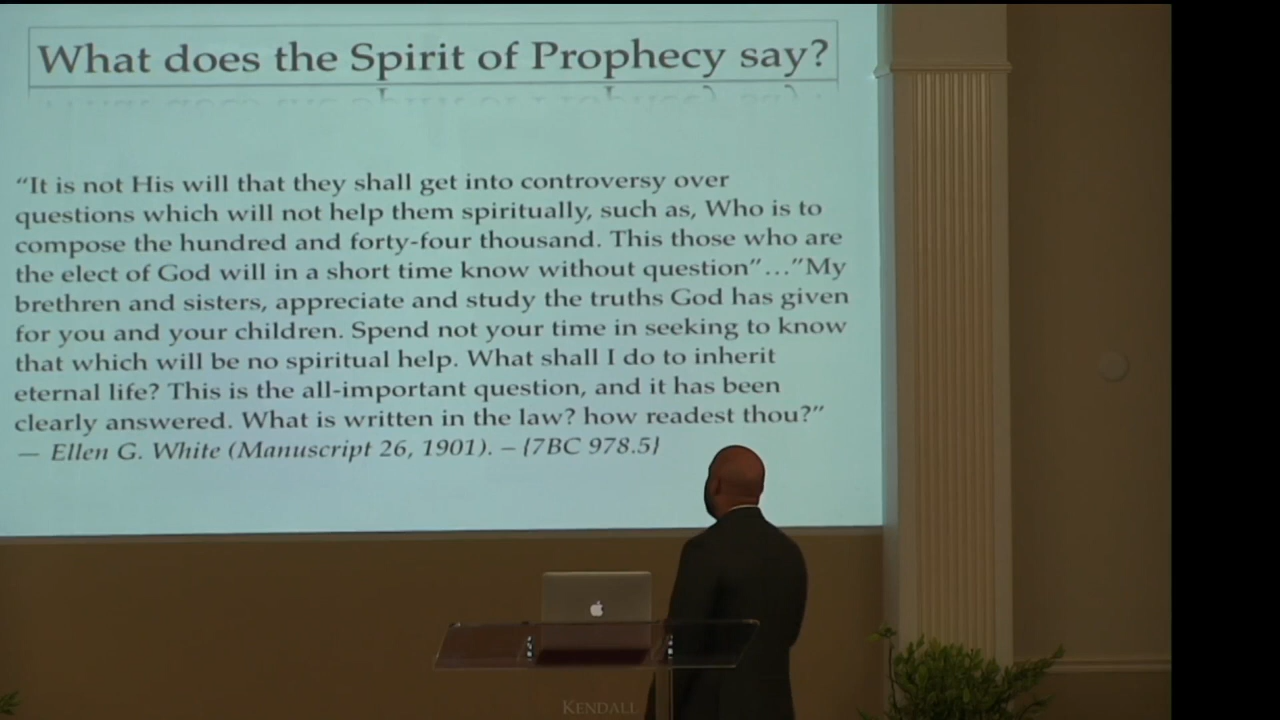 What does the Spirit of Prophecy say?
“It is not His will that they shall get into controversy over
questions which will not help them spiritually, such as, Who is to
compose the hundred and forty-four thousand. This those who are
the elect of God will in a short time know without question”…”My
brethren and sisters, appreciate and study the truths God has given
for you and your children. Spend not your time in seeking to know
that which will be no spiritual help. What shall I do to inherit
eternal life? This is the all-important question, and it has been
clearly answered. What is written in the law? how readest thou?”
— Ellen G. White (Manuscript 26, 1901). – {7BC 978.5}
KENDALL